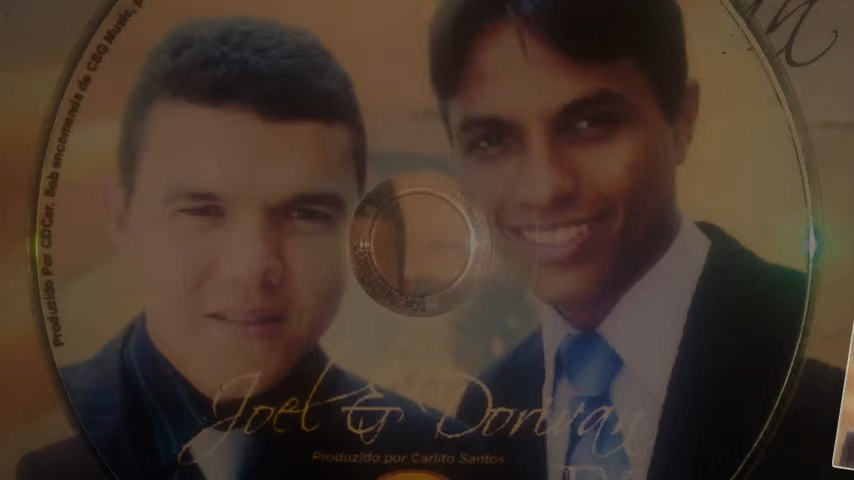 Produzido Por CDCar. Sob encomenda de CSG Music,
Joel & Dorivan
Produzido por Carlito Santos